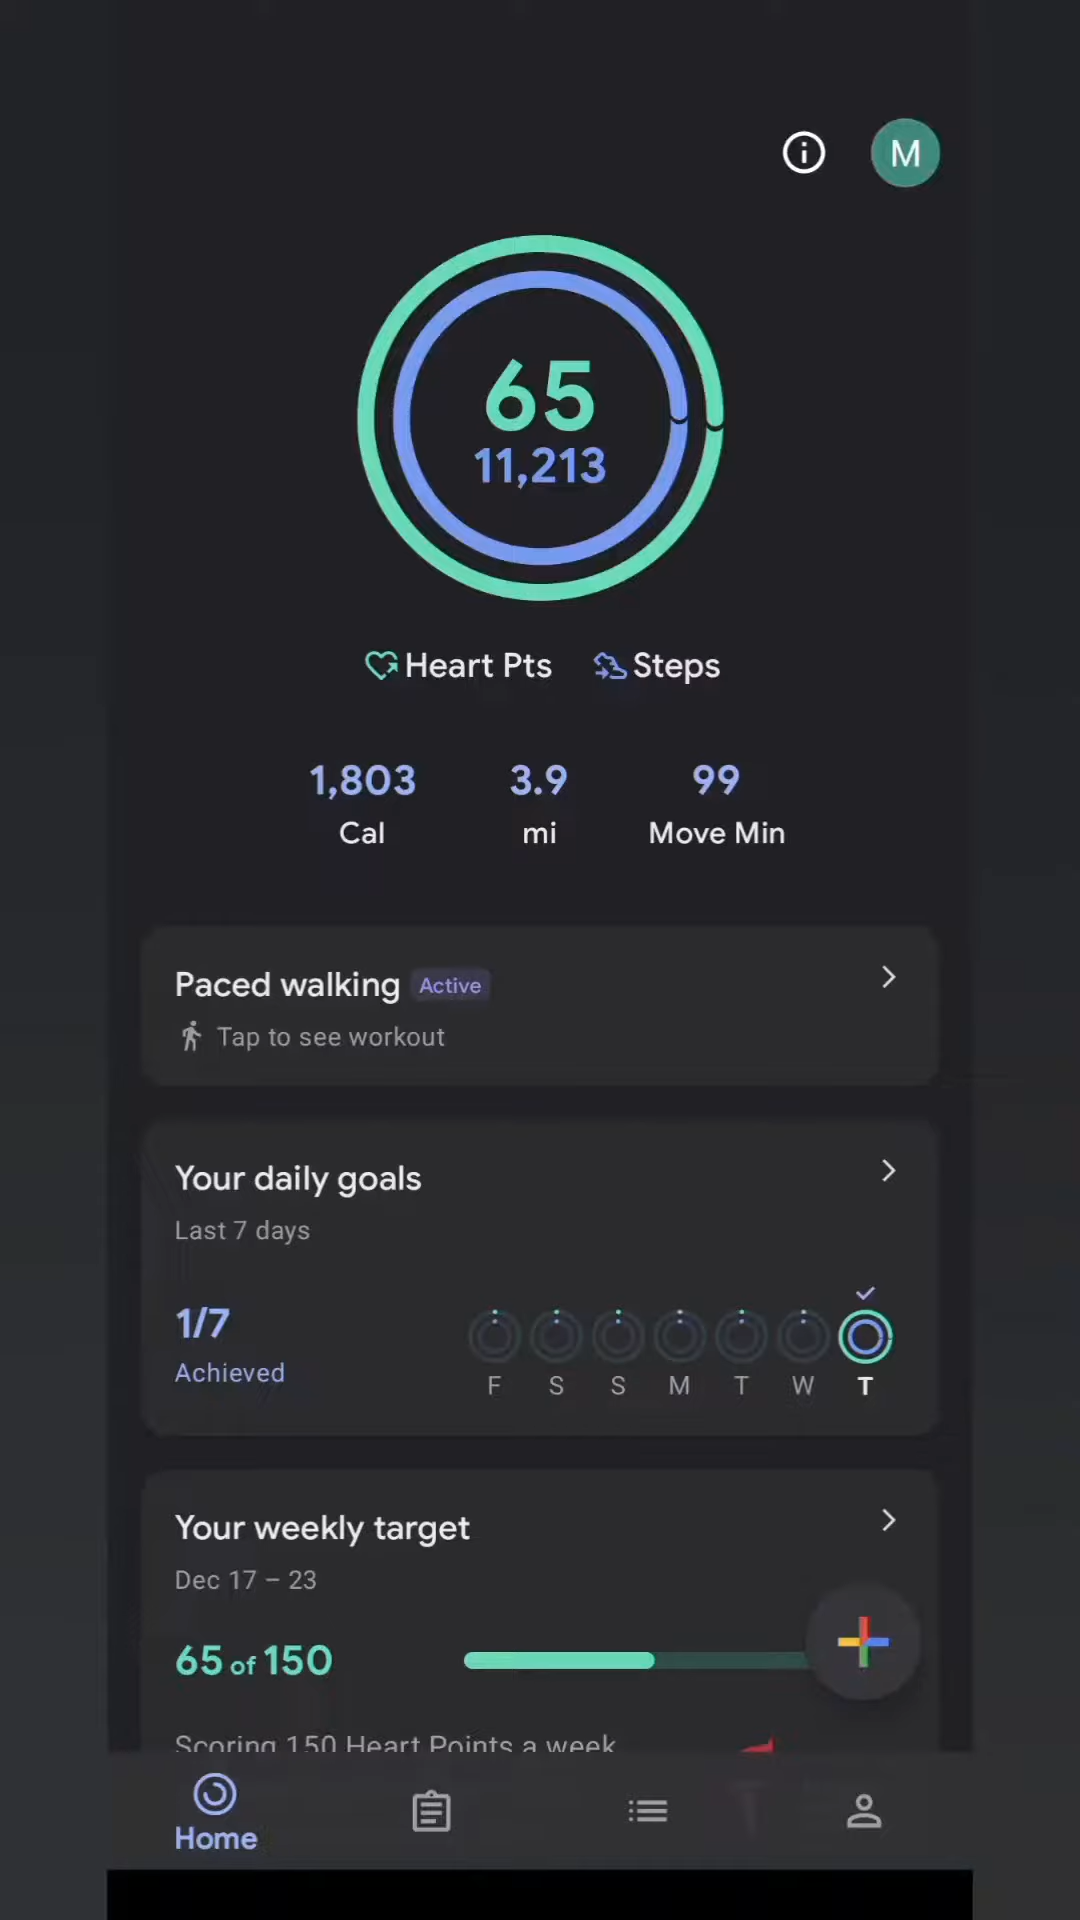 M
65
11,213
Heart Pts Steps
1,803 3.9 99
Cal mi Move Min
Paced walking Active
Tap to see workout
Your daily goals
Last 7 days
1/7
Achieved
F S S M T W T
Your weekly target
Dec 17 – 23
65 of 150
Scoring 150 Heart Points a week
Home